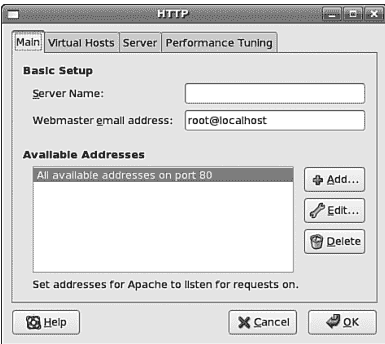 HTTP
Main Virtual Hosts Server Performance Tuning
Basic Setup
Server Name:
Webmaster email address: root@localhost
Available Addresses
All available addresses on port 80
Add...
Edit...
Delete
Set addresses for Apache to listen for requests on.
Help Cancel OK